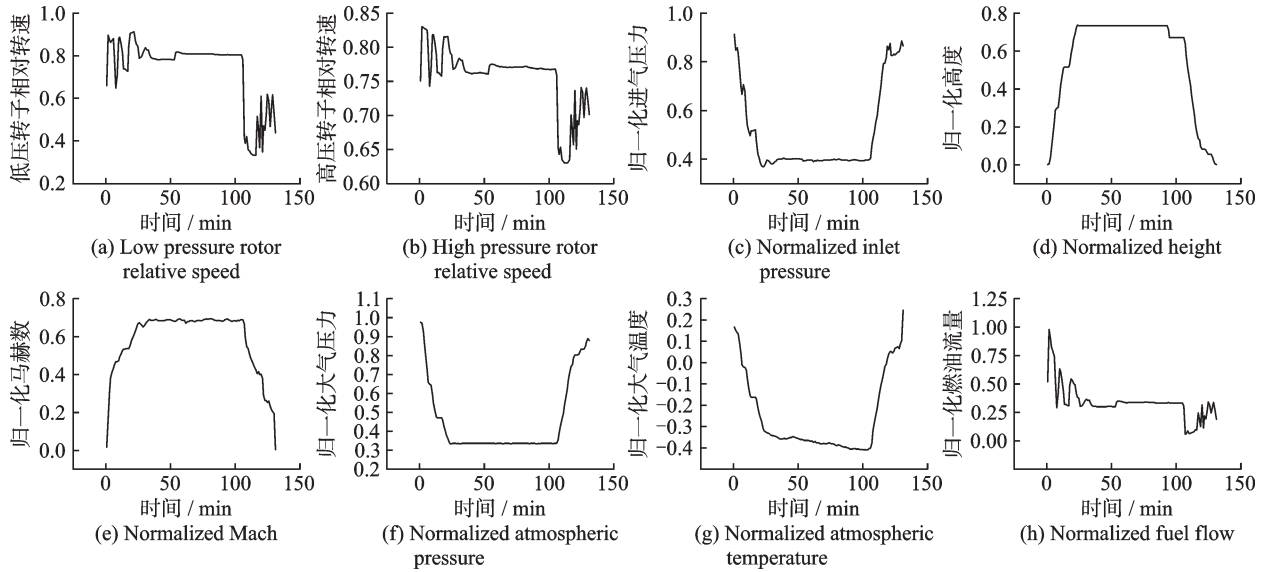 低压转子相对转速
1.0
0.8
0.6
0.4
0.2
0
50
100
150
时间 / min
(a) Low pressure rotor
relative speed
高压转子相对转速
0.85
0.80
0.75
0.70
0.65
0.60
0
50
100
150
时间 / min
(b) High pressure rotor
relative speed
归一化进气压力
1.0
0.8
0.6
0.4
0
50
100
150
时间 / min
(c) Normalized inlet
pressure
归一化高度
0.8
0.6
0.4
0.2
0.0
0
50
100
150
时间 / min
(d) Normalized height
归一化马赫数
0.8
0.6
0.4
0.2
0.0
0
50
100
150
时间 / min
(e) Normalized Mach
归一化大气压力
1.1
1.0
0.9
0.8
0.7
0.6
0.5
0.4
0.3
0.2
0
50
100
150
时间 / min
(f) Normalized atmospheric
pressure
归一化大气温度
0.3
0.2
0.1
0.0
−0.1
−0.2
−0.3
−0.4
0
50
100
150
时间 / min
(g) Normalized atmospheric
temperature
归一化燃油流量
1.25
1.00
0.75
0.50
0.25
0.00
0
50
100
150
时间 / min
(h) Normalized fuel flow